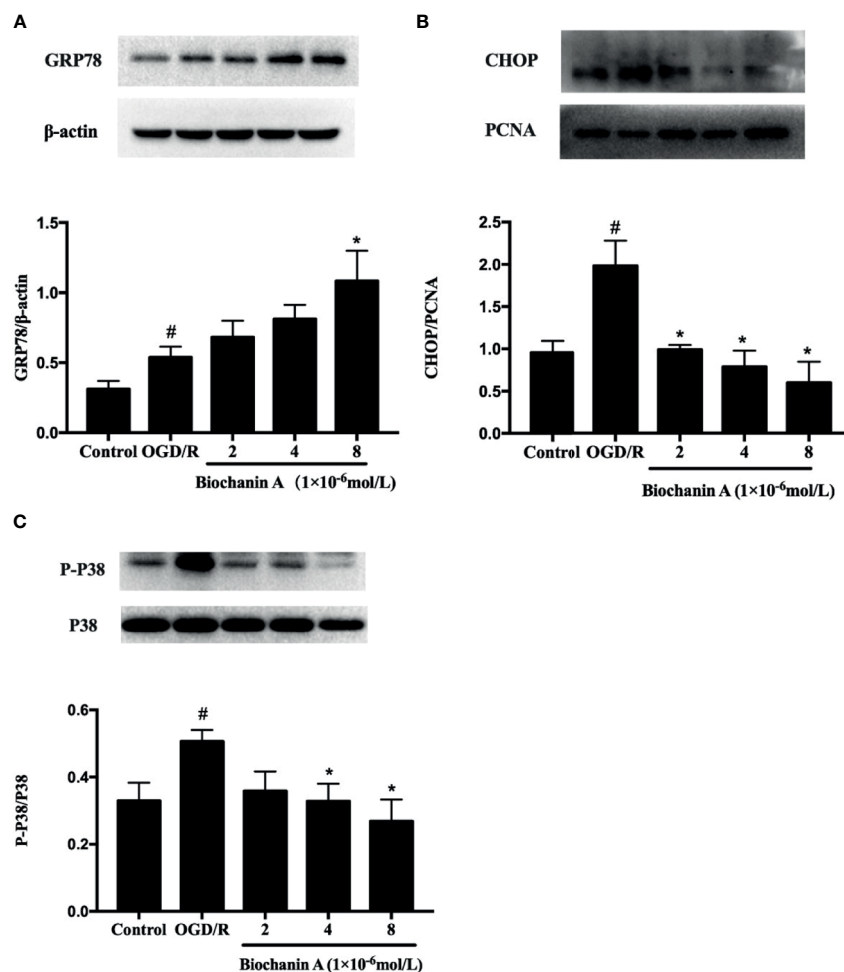 A
GRP78
β-actin
1.5
1.0
0.5
0.0
GRP78/β-actin
#
*
Control OGD/R 2 4 8
Biochanin A (1×10⁻⁶mol/L)
B
CHOP
PCNA
2.5
2.0
1.5
1.0
0.5
0.0
CHOP/PCNA
#
* * *
Control OGD/R 2 4 8
Biochanin A (1×10⁻⁶mol/L)
C
P-P38
P38
0.6
0.4
0.2
0.0
P-P38/P38
#
* *
Control OGD/R 2 4 8
Biochanin A (1×10⁻⁶mol/L)